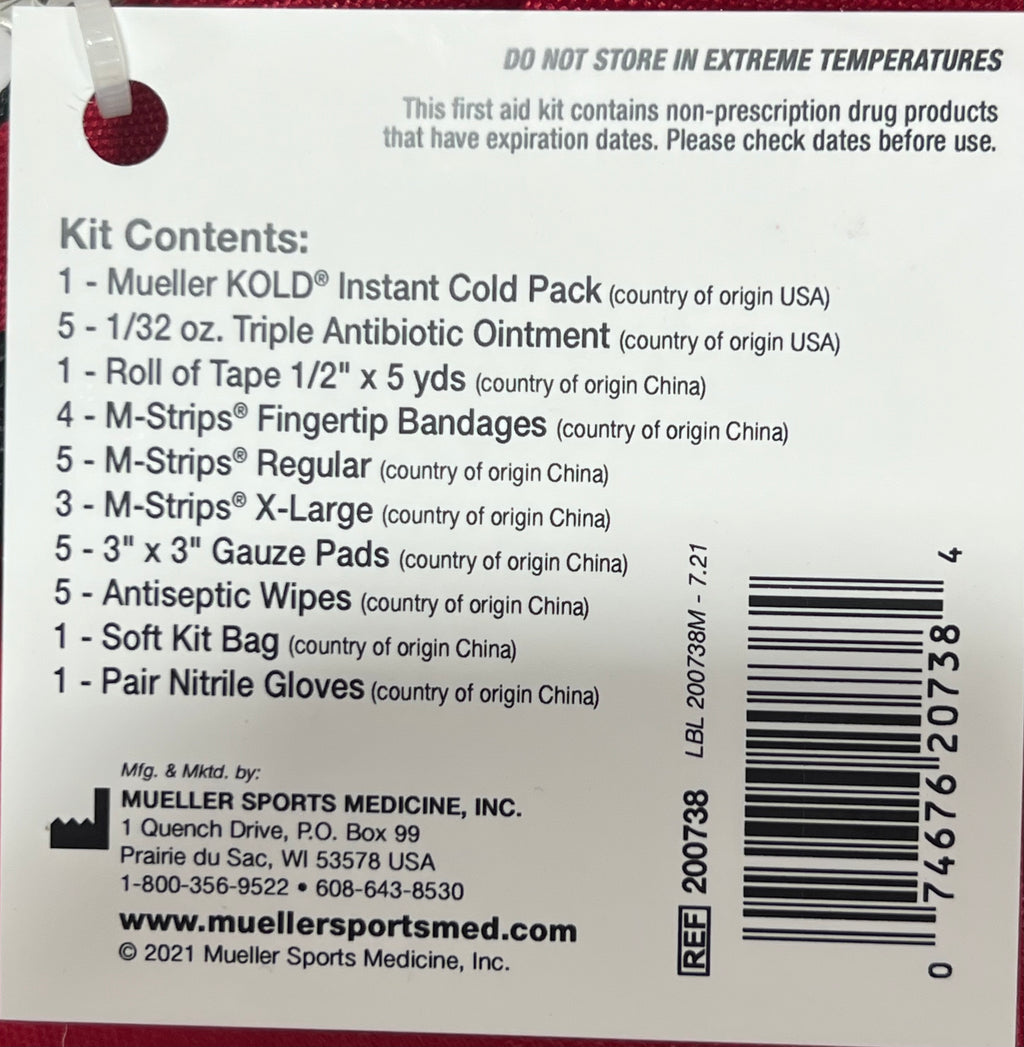 DO NOT STORE IN EXTREME TEMPERATURES
This first aid kit contains non-prescription drug products
that have expiration dates. Please check dates before use.
Kit Contents:
1 - Mueller KOLD® Instant Cold Pack (country of origin USA)
5 - 1/32 oz. Triple Antibiotic Ointment (country of origin USA)
1 - Roll of Tape 1/2" x 5 yds (country of origin China)
4 - M-Strips® Fingertip Bandages (country of origin China)
5 - M-Strips® Regular (country of origin China)
3 - M-Strips® X-Large (country of origin China)
5 - 3" x 3" Gauze Pads (country of origin China)
5 - Antiseptic Wipes (country of origin China)
1 - Soft Kit Bag (country of origin China)
1 - Pair Nitrile Gloves (country of origin China)
Mfg. & Mktd. by:
MUELLER SPORTS MEDICINE, INC.
1 Quench Drive, P.O. Box 99
Prairie du Sac, WI 53578 USA
1-800-356-9522 • 608-643-8530
www.muellersportsmed.com
© 2021 Mueller Sports Medicine, Inc.
REF 200738 LBL 200738M - 7.21
0 74676 20738 4